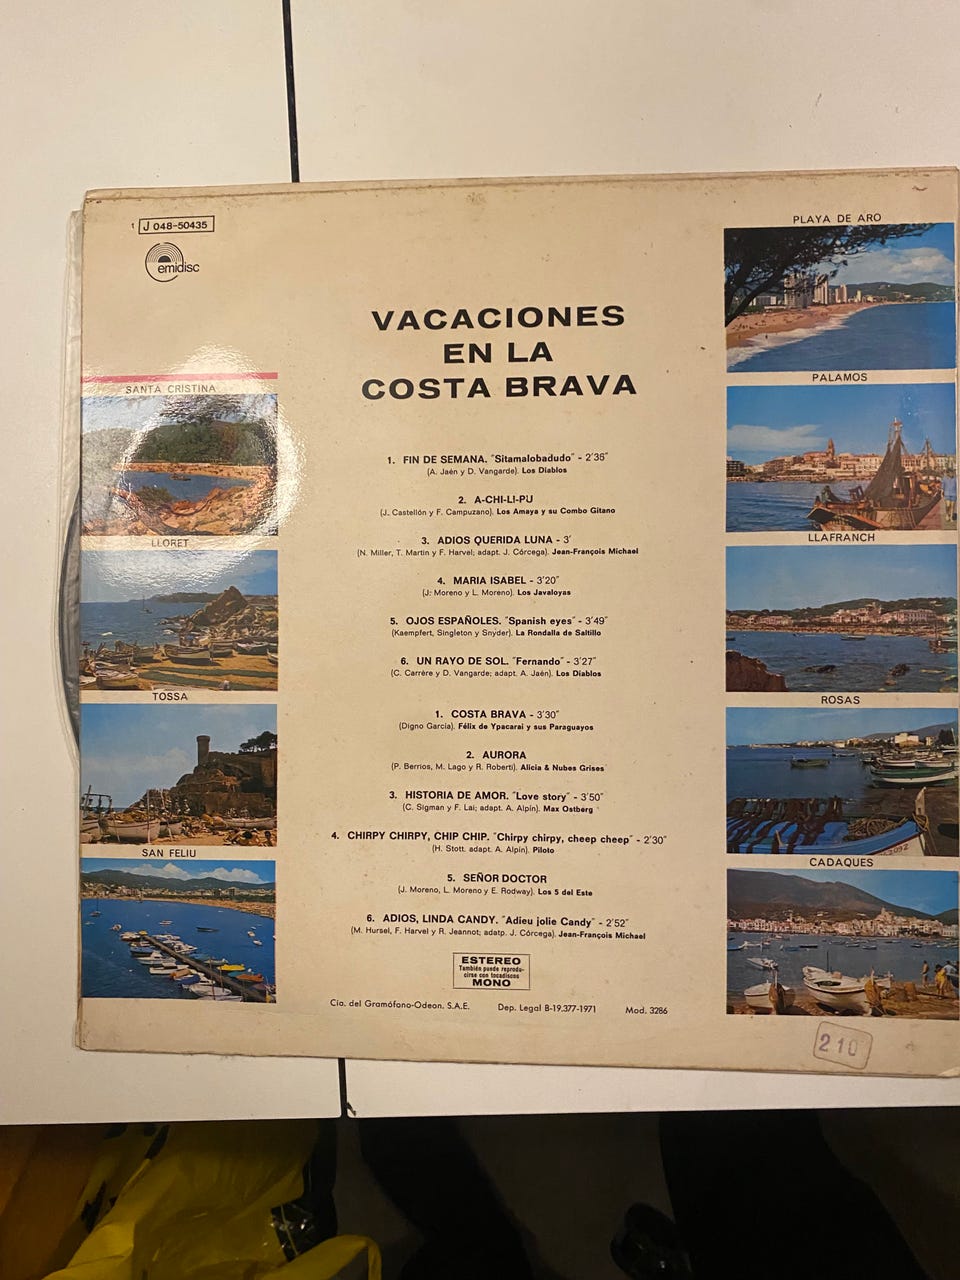 1 J 048-50435
emidisc
VACACIONES
EN LA
COSTA BRAVA
SANTA CRISTINA
LLORET
TOSSA
SAN FELIU
1. FIN DE SEMANA. "Sitamalobadudo" - 2'36"
(A. Jaén y D. Vangarde). Los Diablos
2. A-CHI-LI-PU
(J. Castellón y F. Campuzano). Los Amaya y su Combo Gitano
3. ADIOS QUERIDA LUNA - 3'
(N. Miller, T. Martin y F. Harvel; adapt. J. Córcega). Jean-François Michael
4. MARIA ISABEL - 3'20"
(J: Moreno y L. Moreno). Los Javaloyas
5. OJOS ESPAÑOLES. "Spanish eyes" - 3'49"
(Kaempfert, Singleton y Snyder). La Rondalla de Saltillo
6. UN RAYO DE SOL. "Fernando" - 3'27"
(C. Carrère y D. Vangarde; adapt. A. Jaén). Los Diablos
1. COSTA BRAVA - 3'30"
(Digno García). Félix de Ypacarai y sus Paraguayos
2. AURORA
(P. Berrios, M. Lago y R. Roberti). Alicia & Nubes Grises
3. HISTORIA DE AMOR. "Love story" - 3'50"
(C. Sigman y F. Lai; adapt. A. Alpin). Max Ostberg
4. CHIRPY CHIRPY, CHIP CHIP. "Chirpy chirpy, cheep cheep" - 2'30"
(H. Stott. adapt. A. Alpin). Piloto
5. SEÑOR DOCTOR
(J. Moreno, L. Moreno y E. Rodway). Los 5 del Este
6. ADIOS, LINDA CANDY. "Adieu jolie Candy" - 2'52"
(M. Hursel, F. Harvel y R. Jeannot; adatp. J. Córcega). Jean-François Michael
ESTEREO
También puede reprodu-
cirse con tocadiscos
MONO
Cía. del Gramófono-Odeon. S.A.E. Dep. Legal B-19.377-1971 Mod. 3286
PLAYA DE ARO
PALAMOS
LLAFRANCH
ROSAS
CADAQUES
210